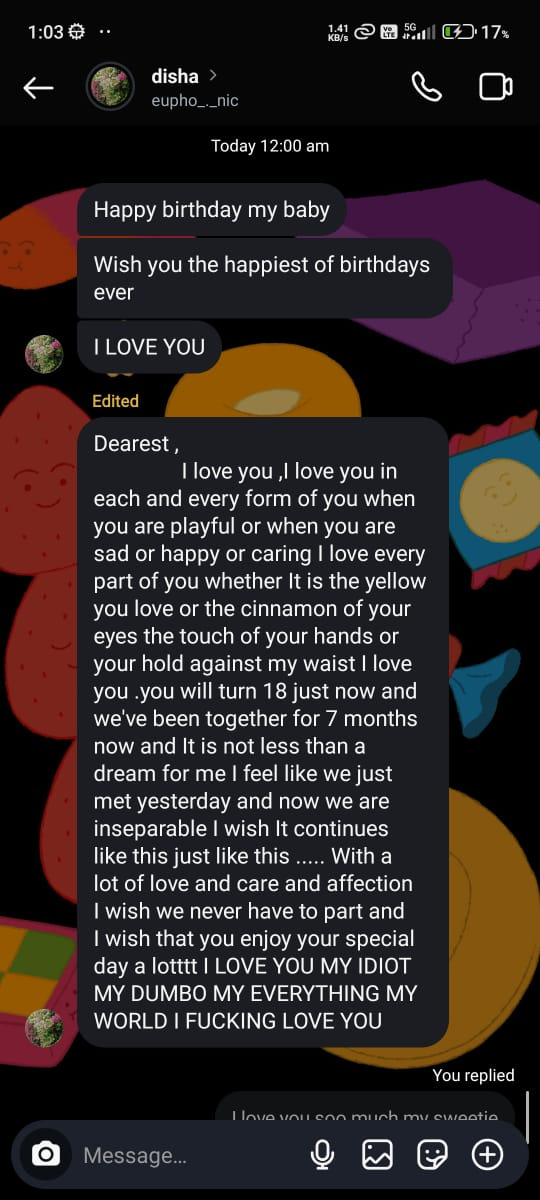 1:03
1.41
KB/s
Vo
LTE
5G
17%
disha
eupho_._nic
Today 12:00 am
Happy birthday my baby
Wish you the happiest of birthdays
ever
I LOVE YOU
Edited
Dearest ,
I love you ,I love you in
each and every form of you when
you are playful or when you are
sad or happy or caring I love every
part of you whether It is the yellow
you love or the cinnamon of your
eyes the touch of your hands or
your hold against my waist I love
you .you will turn 18 just now and
we've been together for 7 months
now and It is not less than a
dream for me I feel like we just
met yesterday and now we are
inseparable I wish It continues
like this just like this ..... With a
lot of love and care and affection
I wish we never have to part and
I wish that you enjoy your special
day a lotttt I LOVE YOU MY IDIOT
MY DUMBO MY EVERYTHING MY
WORLD I FUCKING LOVE YOU
You replied
I love you soo much my sweetie
Message...